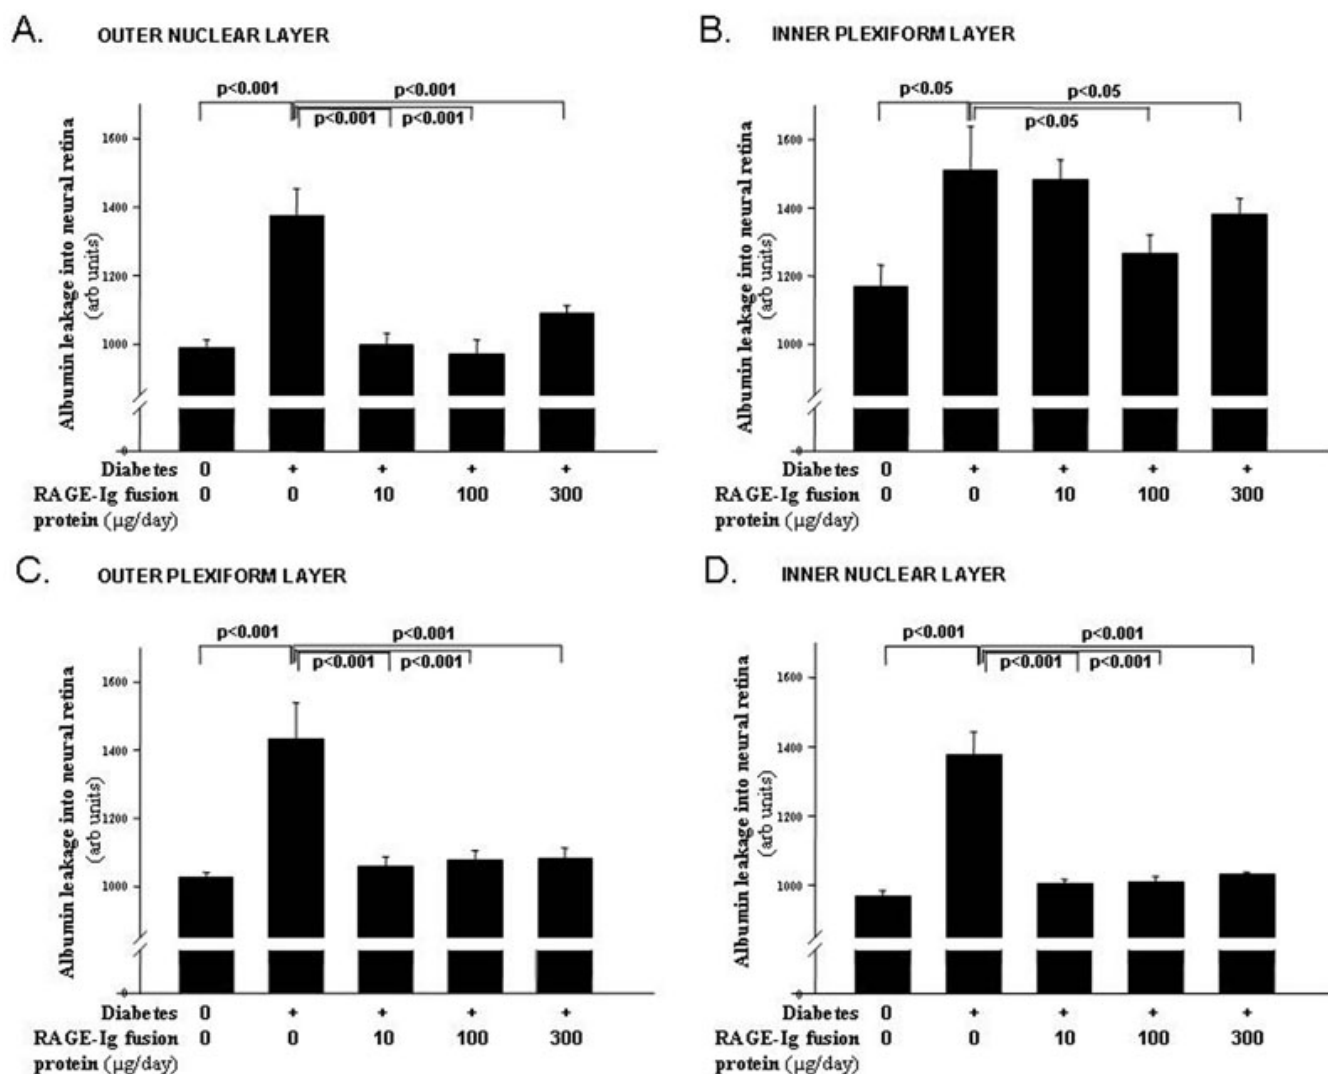 A. OUTER NUCLEAR LAYER
p<0.001 p<0.001
p<0.001 p<0.001
Albumin leakage into neural retina
(arb units)
1600
1400
1200
1000
0
Diabetes 0 + + + +
RAGE-Ig fusion 0 0 10 100 300
protein (µg/day)
B. INNER PLEXIFORM LAYER
p<0.05 p<0.05
p<0.05
Albumin leakage into neural retina
(arb units)
1600
1400
1200
1000
0
Diabetes 0 + + + +
RAGE-Ig fusion 0 0 10 100 300
protein (µg/day)
C. OUTER PLEXIFORM LAYER
p<0.001 p<0.001
p<0.001 p<0.001
Albumin leakage into neural retina
(arb units)
1600
1400
1200
1000
0
Diabetes 0 + + + +
RAGE-Ig fusion 0 0 10 100 300
protein (µg/day)
D. INNER NUCLEAR LAYER
p<0.001 p<0.001
p<0.001 p<0.001
Albumin leakage into neural retina
(arb units)
1600
1400
1200
1000
0
Diabetes 0 + + + +
RAGE-Ig fusion 0 0 10 100 300
protein (µg/day)